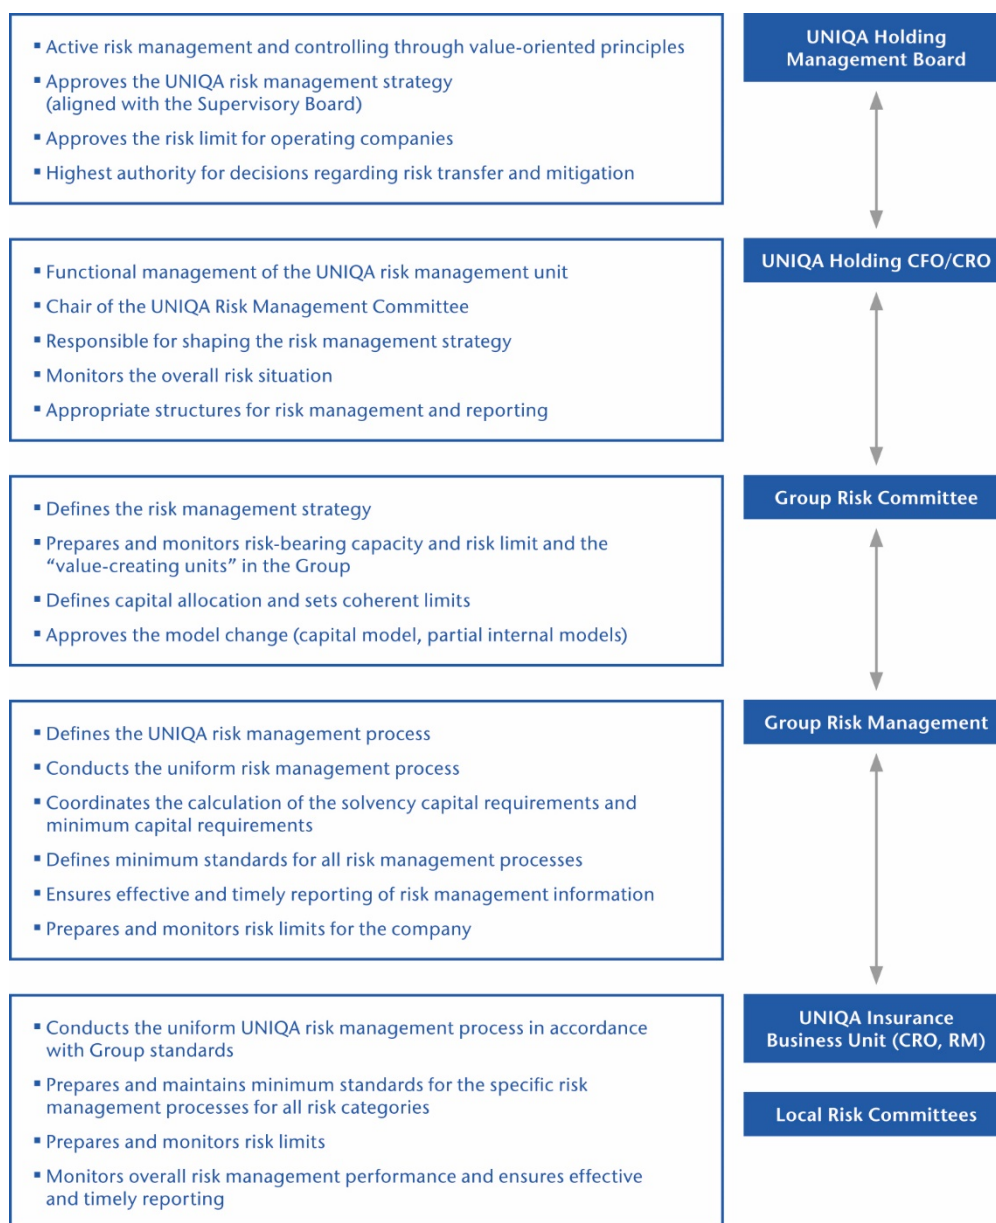 ▪ Active risk management and controlling through value-oriented principles
▪ Approves the UNIQA risk management strategy
(aligned with the Supervisory Board)
▪ Approves the risk limit for operating companies
▪ Highest authority for decisions regarding risk transfer and mitigation
UNIQA Holding
Management Board
▪ Functional management of the UNIQA risk management unit
▪ Chair of the UNIQA Risk Management Committee
▪ Responsible for shaping the risk management strategy
▪ Monitors the overall risk situation
▪ Appropriate structures for risk management and reporting
UNIQA Holding CFO/CRO
▪ Defines the risk management strategy
▪ Prepares and monitors risk-bearing capacity and risk limit and the
“value-creating units” in the Group
▪ Defines capital allocation and sets coherent limits
▪ Approves the model change (capital model, partial internal models)
Group Risk Committee
▪ Defines the UNIQA risk management process
▪ Conducts the uniform risk management process
▪ Coordinates the calculation of the solvency capital requirements and
minimum capital requirements
▪ Defines minimum standards for all risk management processes
▪ Ensures effective and timely reporting of risk management information
▪ Prepares and monitors risk limits for the company
Group Risk Management
▪ Conducts the uniform UNIQA risk management process in accordance
with Group standards
▪ Prepares and maintains minimum standards for the specific risk
management processes for all risk categories
▪ Prepares and monitors risk limits
▪ Monitors overall risk management performance and ensures effective
and timely reporting
UNIQA Insurance
Business Unit (CRO, RM)
Local Risk Committees